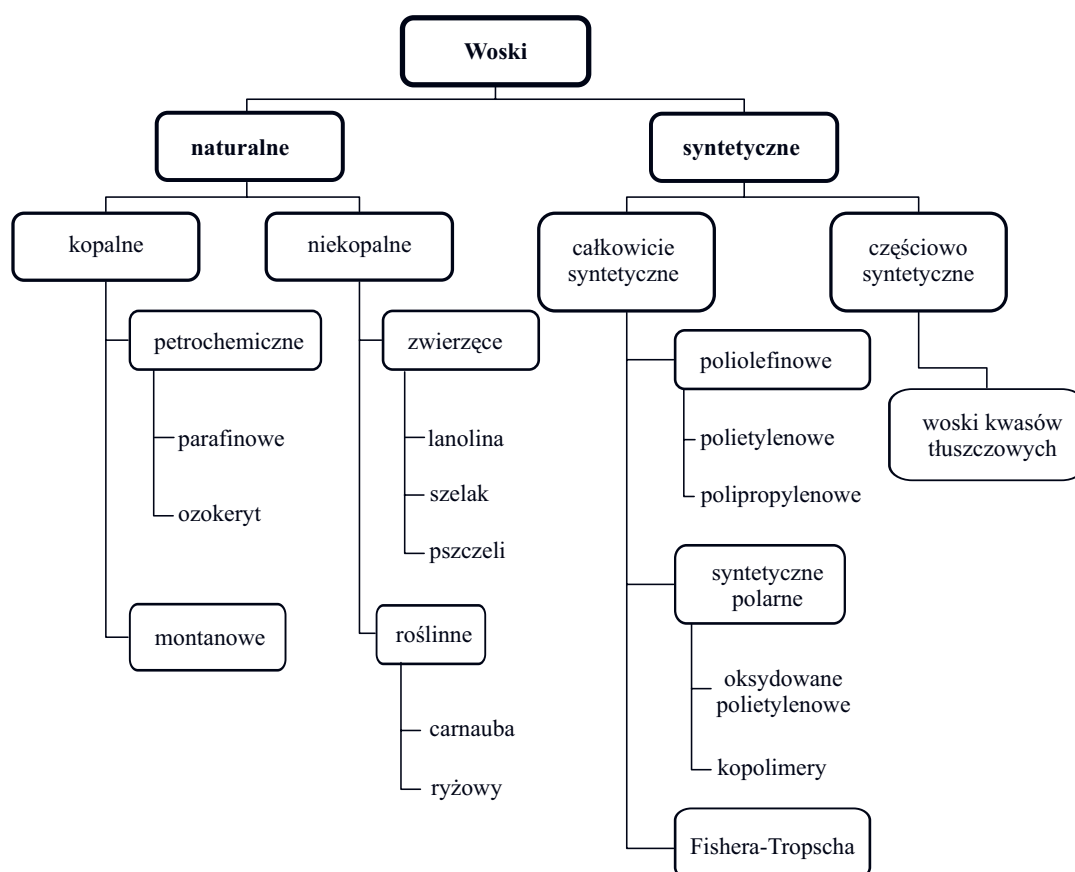 Woski
naturalne
syntetyczne
kopalne
niekopalne
całkowicie
syntetyczne
częściowo
syntetyczne
petrochemiczne
parafinowe
ozokeryt
montanowe
zwierzęce
lanolina
szelak
pszczeli
roślinne
carnauba
ryżowy
poliolefinowe
polietylenowe
polipropylenowe
syntetyczne
polarne
oksydowane
polietylenowe
kopolimery
Fishera-Tropscha
woski kwasów
tłuszczowych